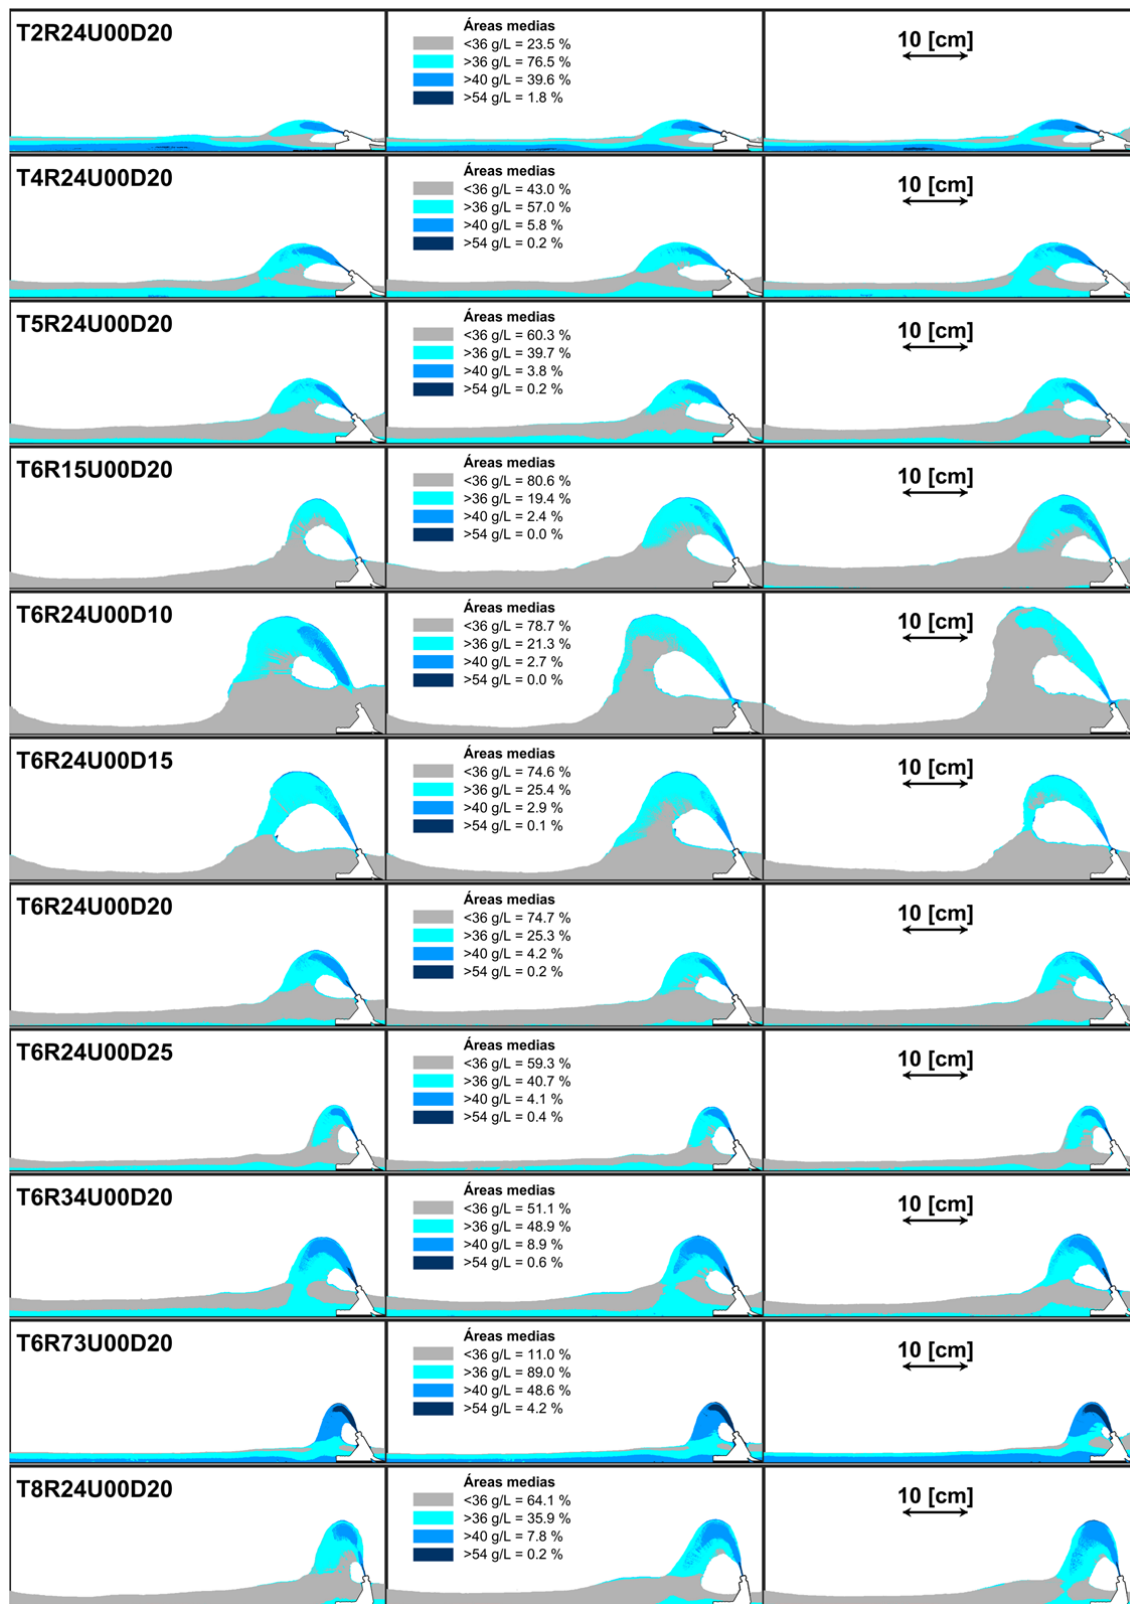 T2R24U00D20
Áreas medias
<36 g/L = 23.5 %
>36 g/L = 76.5 %
>40 g/L = 39.6 %
>54 g/L = 1.8 %
10 [cm]
T4R24U00D20
Áreas medias
<36 g/L = 43.0 %
>36 g/L = 57.0 %
>40 g/L = 5.8 %
>54 g/L = 0.2 %
10 [cm]
T5R24U00D20
Áreas medias
<36 g/L = 60.3 %
>36 g/L = 39.7 %
>40 g/L = 3.8 %
>54 g/L = 0.2 %
10 [cm]
T6R15U00D20
Áreas medias
<36 g/L = 80.6 %
>36 g/L = 19.4 %
>40 g/L = 2.4 %
>54 g/L = 0.0 %
10 [cm]
T6R24U00D10
Áreas medias
<36 g/L = 78.7 %
>36 g/L = 21.3 %
>40 g/L = 2.7 %
>54 g/L = 0.0 %
10 [cm]
T6R24U00D15
Áreas medias
<36 g/L = 74.6 %
>36 g/L = 25.4 %
>40 g/L = 2.9 %
>54 g/L = 0.1 %
10 [cm]
T6R24U00D20
Áreas medias
<36 g/L = 74.7 %
>36 g/L = 25.3 %
>40 g/L = 4.2 %
>54 g/L = 0.2 %
10 [cm]
T6R24U00D25
Áreas medias
<36 g/L = 59.3 %
>36 g/L = 40.7 %
>40 g/L = 4.1 %
>54 g/L = 0.4 %
10 [cm]
T6R34U00D20
Áreas medias
<36 g/L = 51.1 %
>36 g/L = 48.9 %
>40 g/L = 8.9 %
>54 g/L = 0.6 %
10 [cm]
T6R73U00D20
Áreas medias
<36 g/L = 11.0 %
>36 g/L = 89.0 %
>40 g/L = 48.6 %
>54 g/L = 4.2 %
10 [cm]
T8R24U00D20
Áreas medias
<36 g/L = 64.1 %
>36 g/L = 35.9 %
>40 g/L = 7.8 %
>54 g/L = 0.2 %
10 [cm]